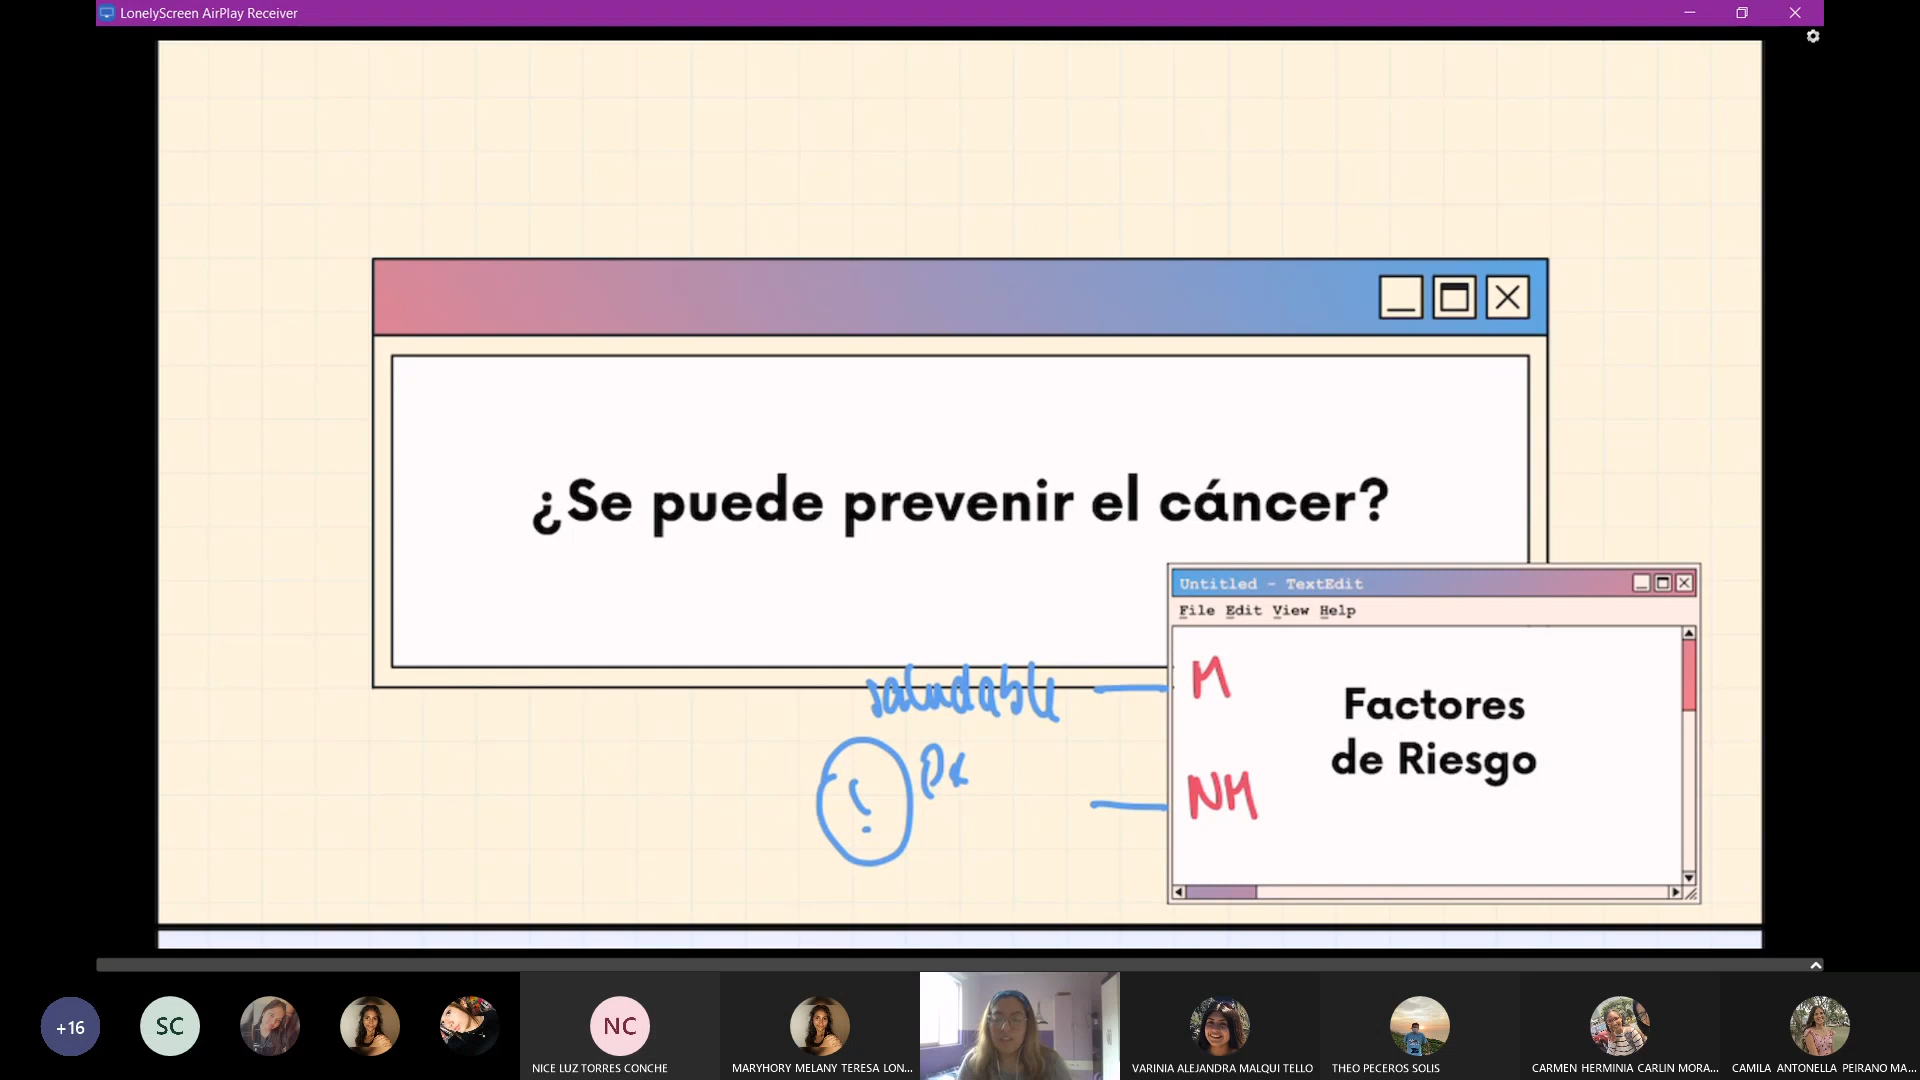 LonelyScreen AirPlay Receiver
¿Se puede prevenir el cáncer?
Untitled - TextEdit
File Edit View Help
saludable
M
Factores
de Riesgo
!
NM
+16
SC
NC
NICE LUZ TORRES CONCHE
MARYHORY MELANY TERESA LON...
VARINIA ALEJANDRA MALQUI TELLO
THEO PECEROS SOLIS
CARMEN HERMINIA CARLIN MORA...
CAMILA ANTONELLA PEIRANO MA...